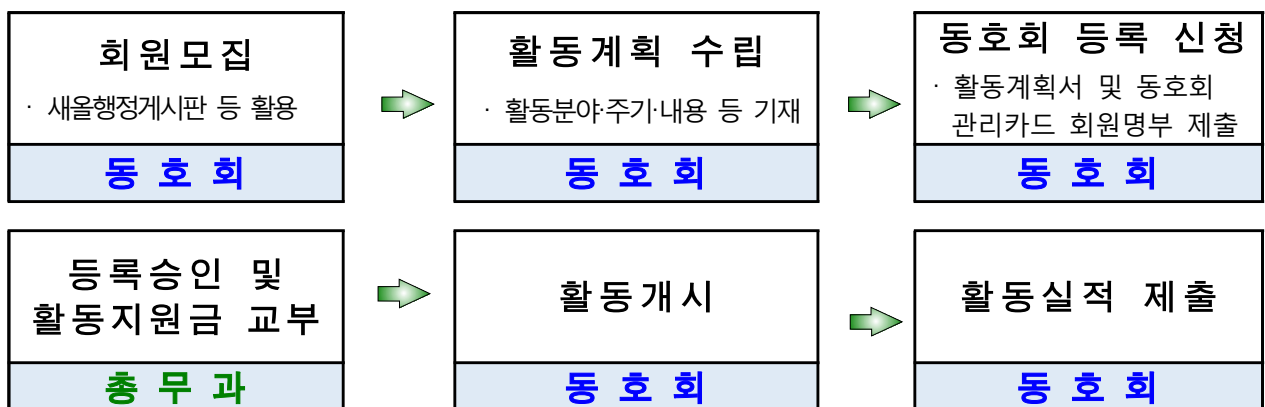 회원모집
· 새올행정게시판 등 활용
동호회
활동계획 수립
· 활동분야·주기·내용 등 기재
동호회
동호회 등록 신청
· 활동계획서 및 동호회
관리카드 회원명부 제출
동호회
등록승인 및
활동지원금 교부
총무과
활동개시
동호회
활동실적 제출
동호회